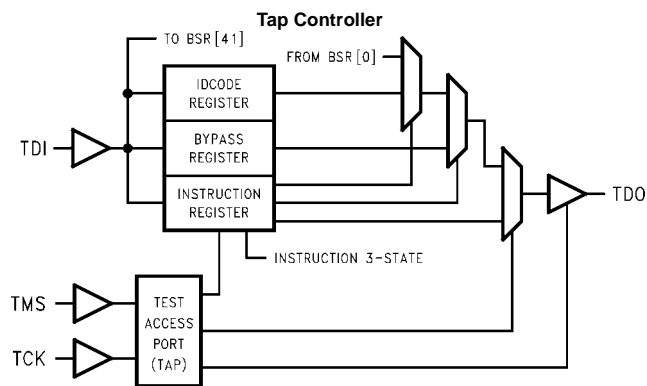 Tap Controller
TO BSR[41]
FROM BSR[0]
IDCODE
REGISTER
BYPASS
REGISTER
INSTRUCTION
REGISTER
TDI
TDO
INSTRUCTION 3-STATE
TMS
TCK
TEST
ACCESS
PORT
(TAP)